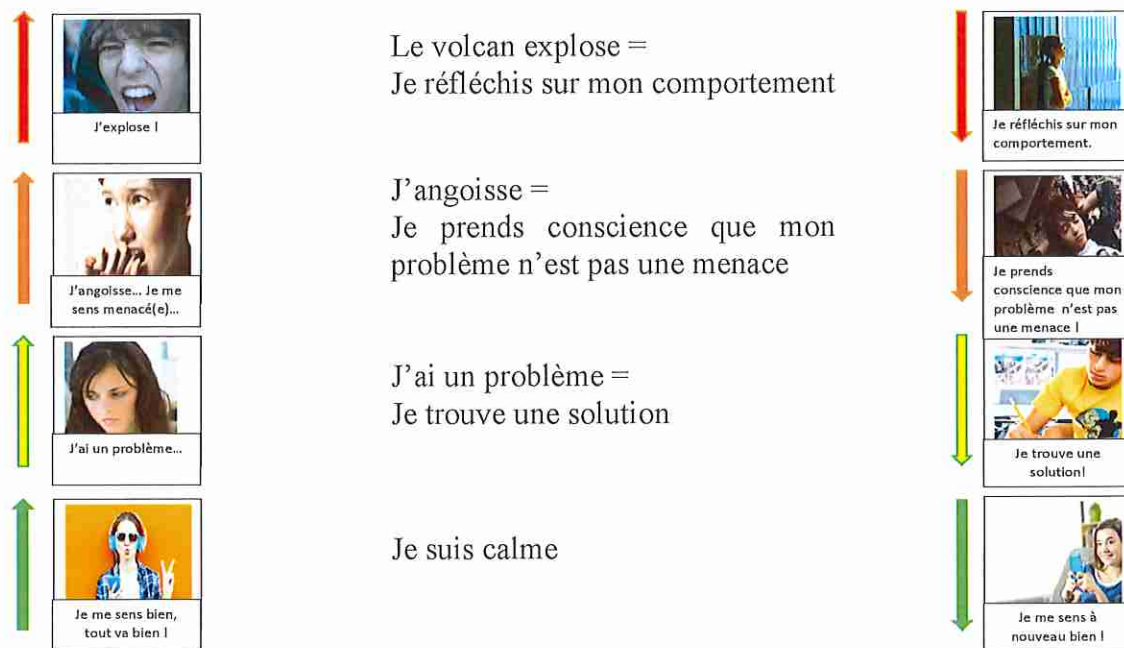 J'explose !
Le volcan explose =
Je réfléchis sur mon comportement
Je réfléchis sur mon
comportement.
J'angoisse... Je me
sens menacé(e)...
J'angoisse =
Je prends conscience que mon
problème n'est pas une menace
Je prends
conscience que mon
problème n'est pas
une menace !
J'ai un problème...
J'ai un problème =
Je trouve une solution
Je trouve une
solution!
Je me sens bien,
tout va bien !
Je suis calme
Je me sens à
nouveau bien !